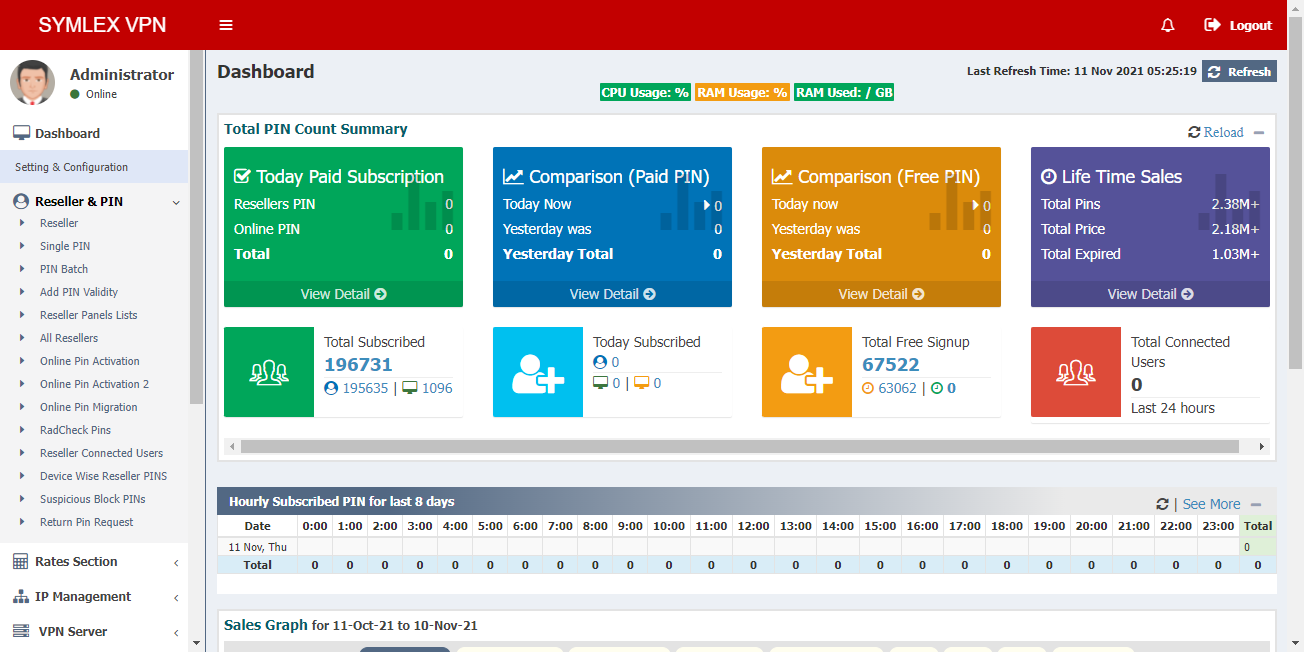 SYMLEX VPN
Logout
Administrator
Online
Dashboard
Setting & Configuration
Reseller & PIN
Reseller
Single PIN
PIN Batch
Add PIN Validity
Reseller Panels Lists
All Resellers
Online Pin Activation
Online Pin Activation 2
Online Pin Migration
RadCheck Pins
Reseller Connected Users
Device Wise Reseller PINS
Suspicious Block PINs
Return Pin Request
Rates Section
IP Management
VPN Server
Dashboard
Last Refresh Time: 11 Nov 2021 05:25:19 Refresh
CPU Usage: % RAM Usage: % RAM Used: / GB
Total PIN Count Summary
Reload
Today Paid Subscription
Resellers PIN 0
Online PIN 0
Total 0
View Detail
Comparison (Paid PIN)
Today Now 0
Yesterday was 0
Yesterday Total 0
View Detail
Comparison (Free PIN)
Today now 0
Yesterday was 0
Yesterday Total 0
View Detail
Life Time Sales
Total Pins 2.38M+
Total Price 2.18M+
Total Expired 1.03M+
View Detail
Total Subscribed
196731
195635 | 1096
Today Subscribed
0
0 | 0
Total Free Signup
67522
63062 | 0
Total Connected
Users
0
Last 24 hours
Hourly Subscribed PIN for last 8 days
| See More
Date 0:00 1:00 2:00 3:00 4:00 5:00 6:00 7:00 8:00 9:00 10:00 11:00 12:00 13:00 14:00 15:00 16:00 17:00 18:00 19:00 20:00 21:00 22:00 23:00 Total
11 Nov, Thu 0
Total 0 0 0 0 0 0 0 0 0 0 0 0 0 0 0 0 0 0 0 0 0 0 0 0 0
Sales Graph for 11-Oct-21 to 10-Nov-21